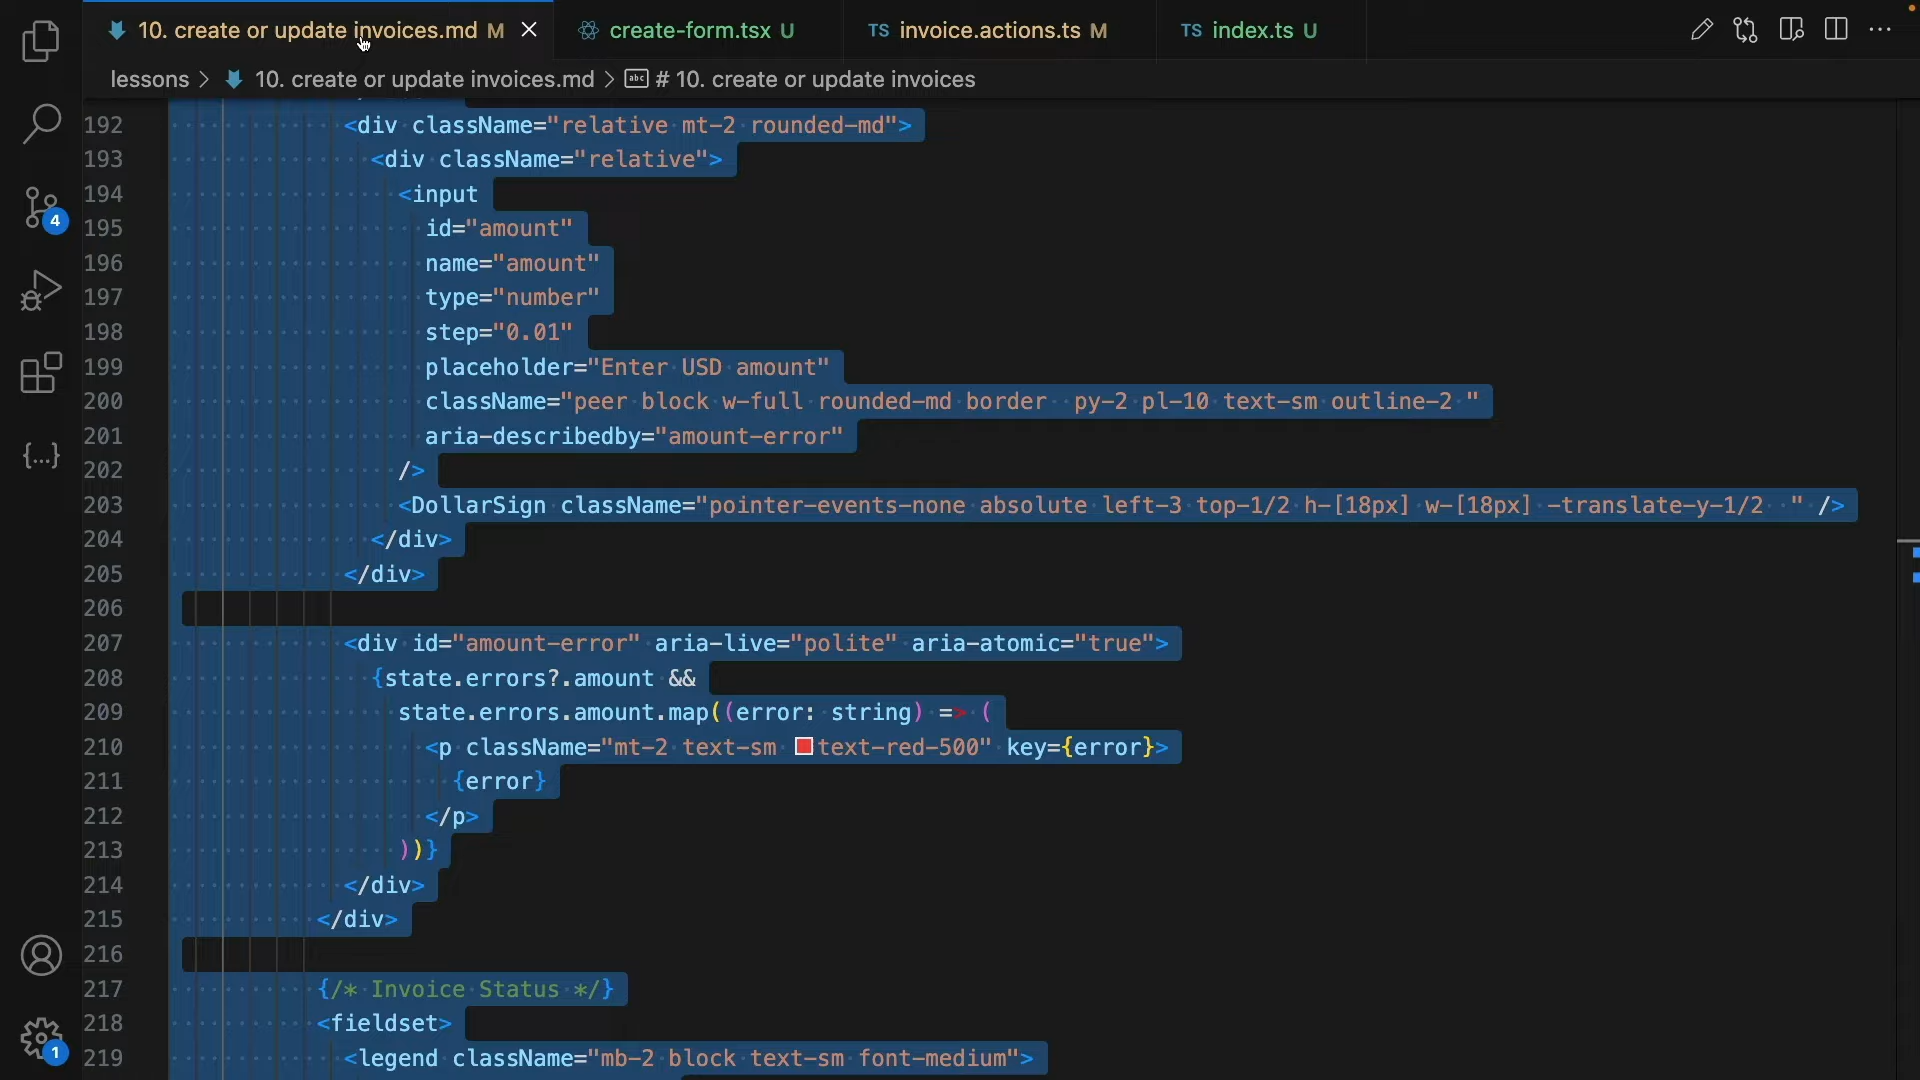 10. create or update invoices.md M
create-form.tsx U
TS invoice.actions.ts M
TS index.ts U
lessons > 10. create or update invoices.md > abc # 10. create or update invoices
192 <div className="relative mt-2 rounded-md">
193 <div className="relative">
194 <input
195 id="amount"
196 name="amount"
197 type="number"
198 step="0.01"
199 placeholder="Enter USD amount"
200 className="peer block w-full rounded-md border  py-2 pl-10 text-sm outline-2 "
201 aria-describedby="amount-error"
202 />
203 <DollarSign className="pointer-events-none absolute left-3 top-1/2 h-[18px] w-[18px] -translate-y-1/2  " />
204 </div>
205 </div>
206
207 <div id="amount-error" aria-live="polite" aria-atomic="true">
208 {state.errors?.amount &&
209 state.errors.amount.map((error: string) => (
210 <p className="mt-2 text-sm text-red-500" key={error}>
211 {error}
212 </p>
213 ))}
214 </div>
215 </div>
216
217 {/* Invoice Status */}
218 <fieldset>
219 <legend className="mb-2 block text-sm font-medium">
4
{...}
1